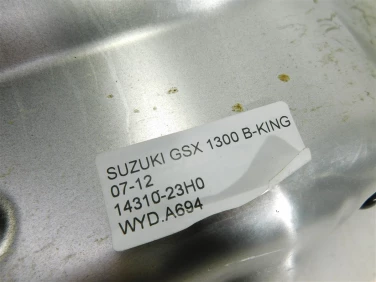 SUZUKI GSX 1300 B-KING
07-12
14310-23H0
WYD.A694